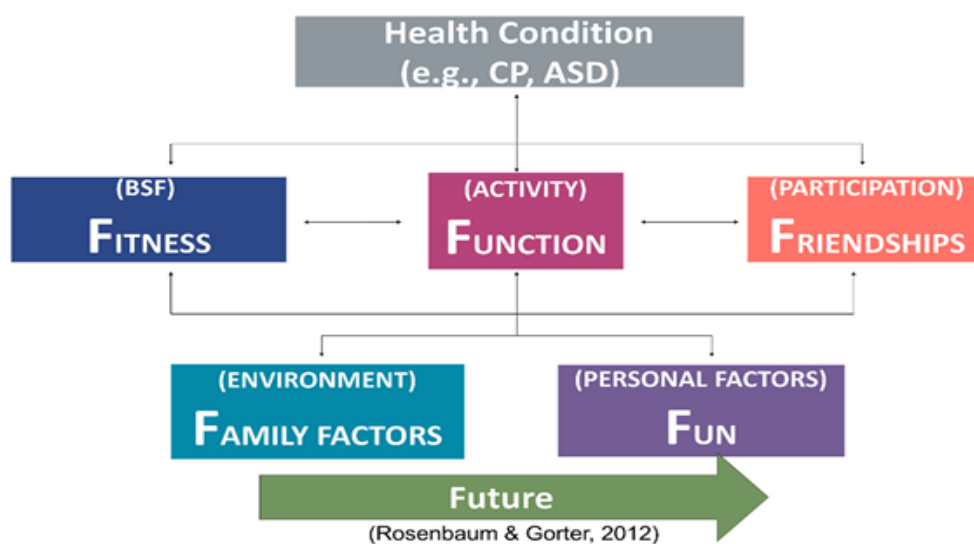 Health Condition
(e.g., CP, ASD)
(BSF)
FITNESS
(ACTIVITY)
FUNCTION
(PARTICIPATION)
FRIENDSHIPS
(ENVIRONMENT)
FAMILY FACTORS
(PERSONAL FACTORS)
FUN
Future
(Rosenbaum & Gorter, 2012)